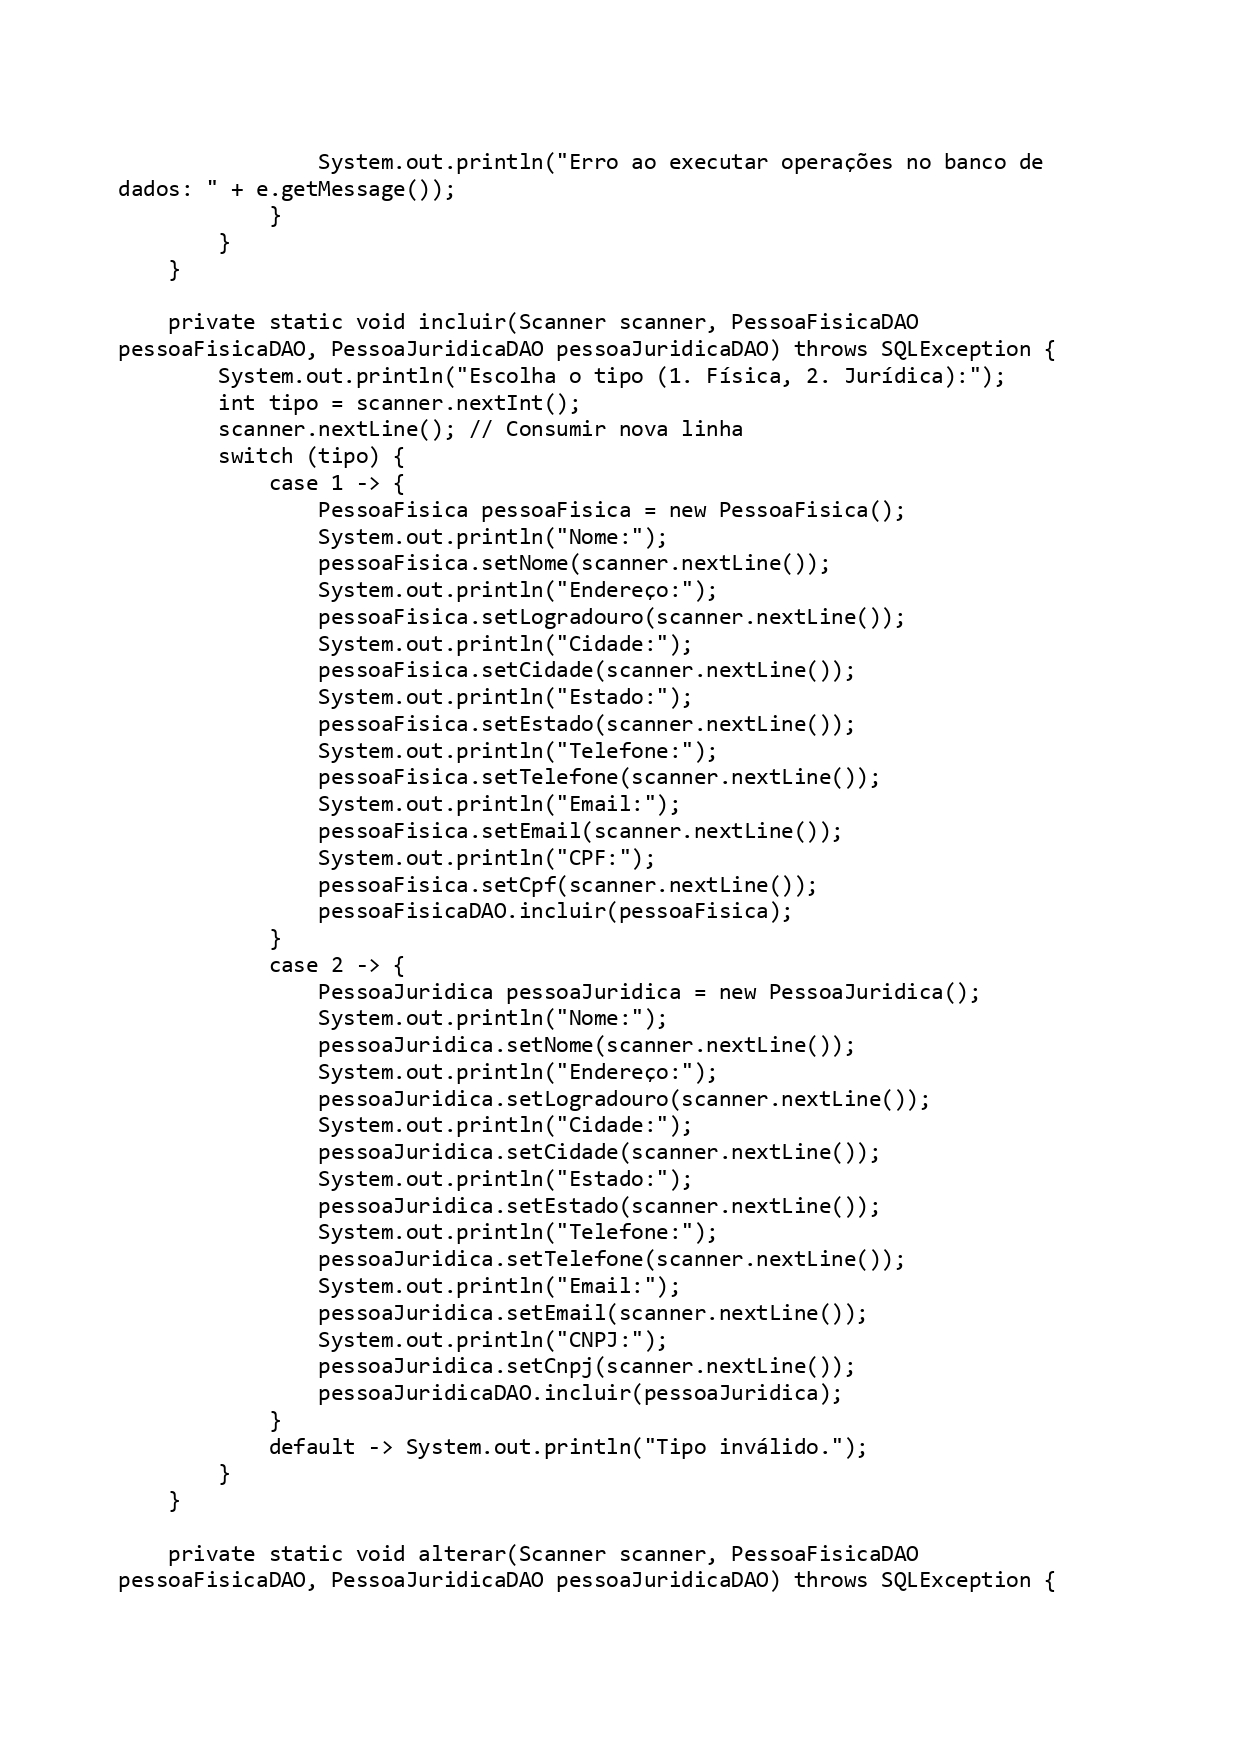 System.out.println("Erro ao executar operações no banco de
dados: " + e.getMessage());
            }
        }
    }

    private static void incluir(Scanner scanner, PessoaFisicaDAO
pessoaFisicaDAO, PessoaJuridicaDAO pessoaJuridicaDAO) throws SQLException {
        System.out.println("Escolha o tipo (1. Física, 2. Jurídica):");
        int tipo = scanner.nextInt();
        scanner.nextLine(); // Consumir nova linha
        switch (tipo) {
            case 1 -> {
                PessoaFisica pessoaFisica = new PessoaFisica();
                System.out.println("Nome:");
                pessoaFisica.setNome(scanner.nextLine());
                System.out.println("Endereço:");
                pessoaFisica.setLogradouro(scanner.nextLine());
                System.out.println("Cidade:");
                pessoaFisica.setCidade(scanner.nextLine());
                System.out.println("Estado:");
                pessoaFisica.setEstado(scanner.nextLine());
                System.out.println("Telefone:");
                pessoaFisica.setTelefone(scanner.nextLine());
                System.out.println("Email:");
                pessoaFisica.setEmail(scanner.nextLine());
                System.out.println("CPF:");
                pessoaFisica.setCpf(scanner.nextLine());
                pessoaFisicaDAO.incluir(pessoaFisica);
            }
            case 2 -> {
                PessoaJuridica pessoaJuridica = new PessoaJuridica();
                System.out.println("Nome:");
                pessoaJuridica.setNome(scanner.nextLine());
                System.out.println("Endereço:");
                pessoaJuridica.setLogradouro(scanner.nextLine());
                System.out.println("Cidade:");
                pessoaJuridica.setCidade(scanner.nextLine());
                System.out.println("Estado:");
                pessoaJuridica.setEstado(scanner.nextLine());
                System.out.println("Telefone:");
                pessoaJuridica.setTelefone(scanner.nextLine());
                System.out.println("Email:");
                pessoaJuridica.setEmail(scanner.nextLine());
                System.out.println("CNPJ:");
                pessoaJuridica.setCnpj(scanner.nextLine());
                pessoaJuridicaDAO.incluir(pessoaJuridica);
            }
            default -> System.out.println("Tipo inválido.");
        }
    }

    private static void alterar(Scanner scanner, PessoaFisicaDAO
pessoaFisicaDAO, PessoaJuridicaDAO pessoaJuridicaDAO) throws SQLException {